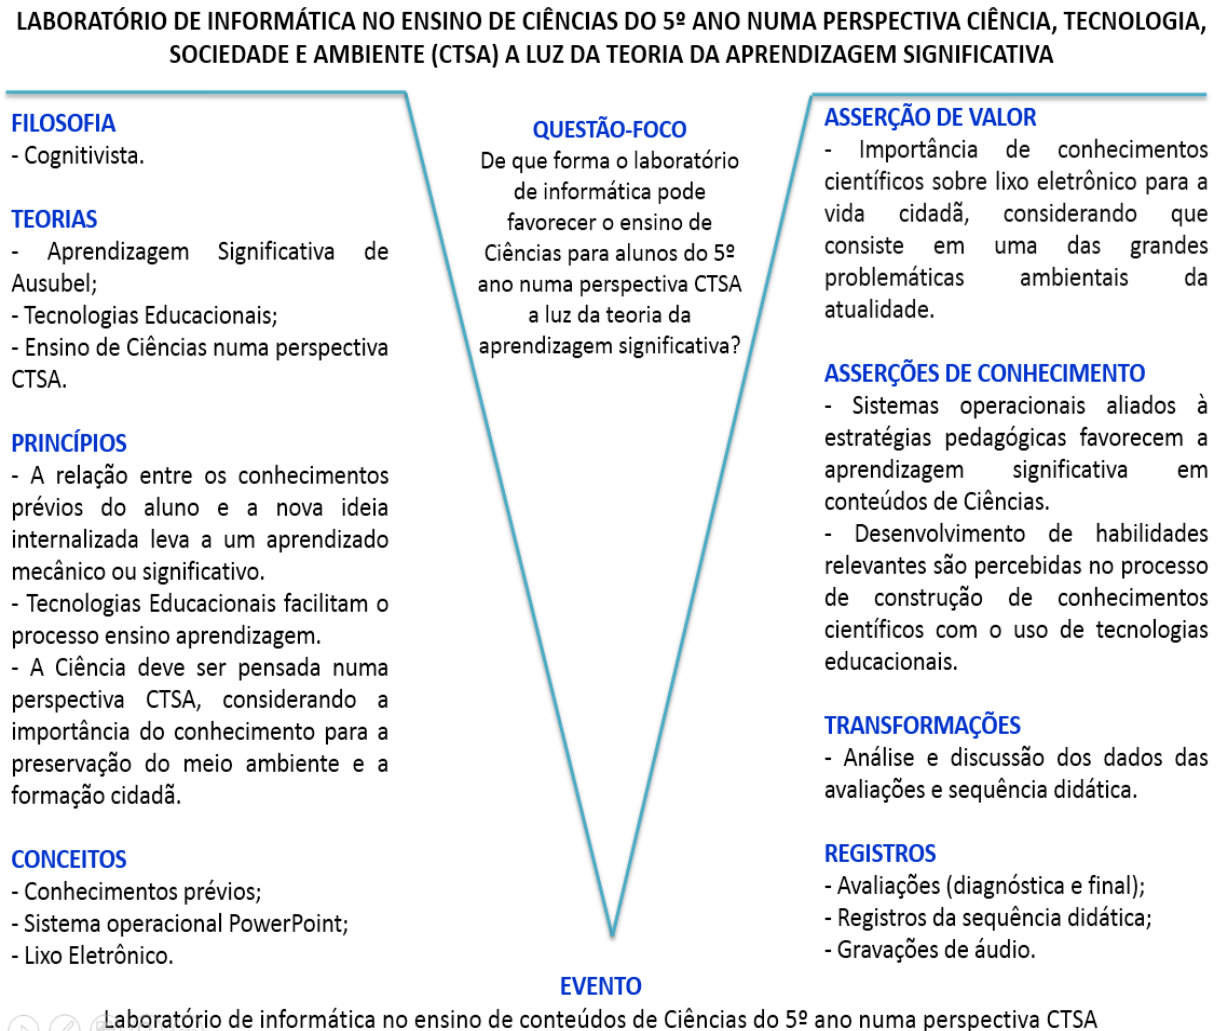 LABORATÓRIO DE INFORMÁTICA NO ENSINO DE CIÊNCIAS DO 5º ANO NUMA PERSPECTIVA CIÊNCIA, TECNOLOGIA,
SOCIEDADE E AMBIENTE (CTSA) A LUZ DA TEORIA DA APRENDIZAGEM SIGNIFICATIVA
FILOSOFIA
- Cognitivista.
TEORIAS
- Aprendizagem Significativa de
Ausubel;
- Tecnologias Educacionais;
- Ensino de Ciências numa perspectiva
CTSA.
PRINCÍPIOS
- A relação entre os conhecimentos
prévios do aluno e a nova ideia
internalizada leva a um aprendizado
mecânico ou significativo.
- Tecnologias Educacionais facilitam o
processo ensino aprendizagem.
- A Ciência deve ser pensada numa
perspectiva CTSA, considerando a
importância do conhecimento para a
preservação do meio ambiente e a
formação cidadã.
CONCEITOS
- Conhecimentos prévios;
- Sistema operacional PowerPoint;
- Lixo Eletrônico.
QUESTÃO-FOCO
De que forma o laboratório
de informática pode
favorecer o ensino de
Ciências para alunos do 5º
ano numa perspectiva CTSA
a luz da teoria da
aprendizagem significativa?
ASSERÇÃO DE VALOR
- Importância de conhecimentos
científicos sobre lixo eletrônico para a
vida cidadã, considerando que
consiste em uma das grandes
problemáticas ambientais da
atualidade.
ASSERÇÕES DE CONHECIMENTO
- Sistemas operacionais aliados à
estratégias pedagógicas favorecem a
aprendizagem significativa em
conteúdos de Ciências.
- Desenvolvimento de habilidades
relevantes são percebidas no processo
de construção de conhecimentos
científicos com o uso de tecnologias
educacionais.
TRANSFORMAÇÕES
- Análise e discussão dos dados das
avaliações e sequência didática.
REGISTROS
- Avaliações (diagnóstica e final);
- Registros da sequência didática;
- Gravações de áudio.
EVENTO
Laboratório de informática no ensino de conteúdos de Ciências do 5º ano numa perspectiva CTSA